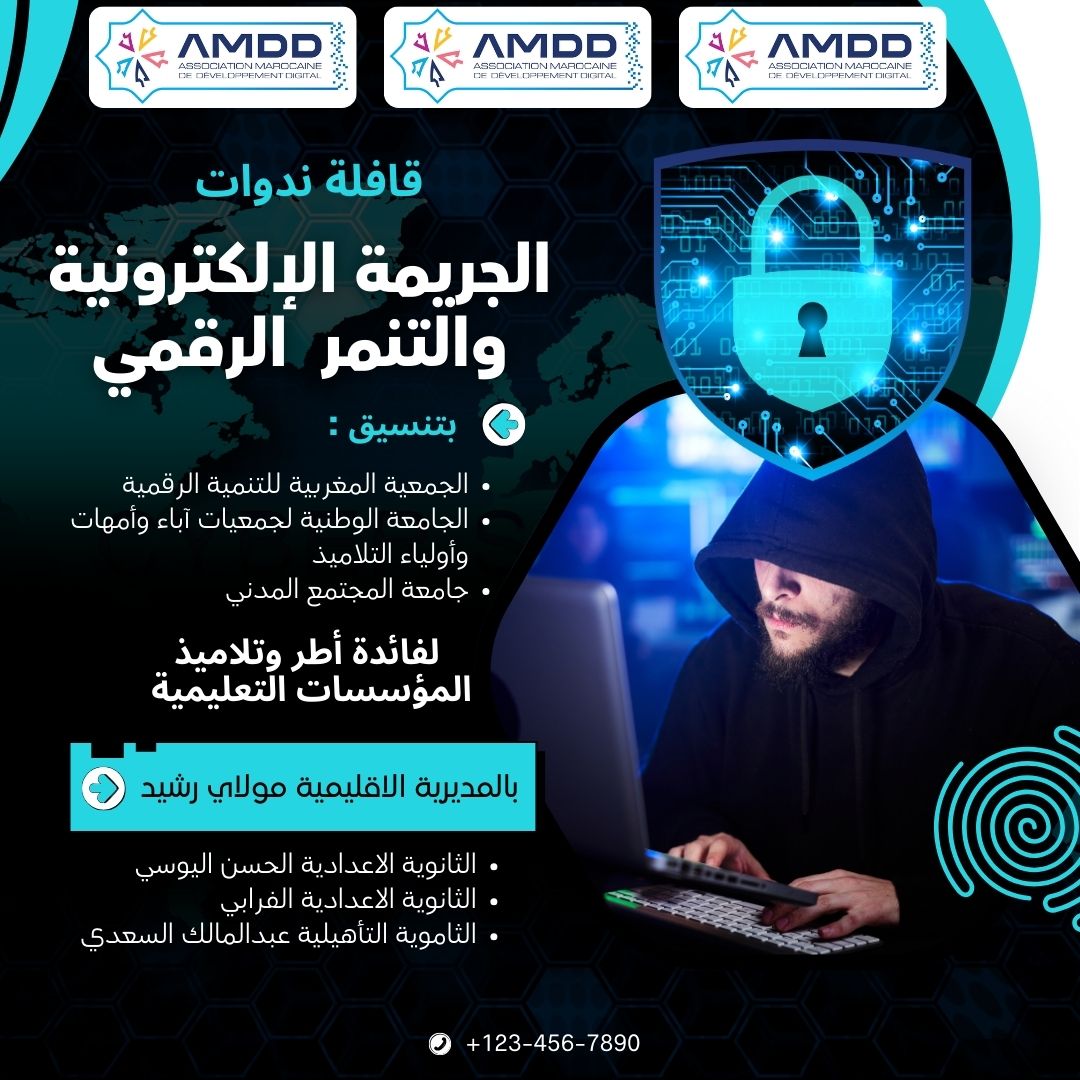 AMDD
ASSOCIATION MAROCAINE
DE DÉVELOPPEMENT DIGITAL
AMDD
ASSOCIATION MAROCAINE
DE DÉVELOPPEMENT DIGITAL
AMDD
ASSOCIATION MAROCAINE
DE DÉVELOPPEMENT DIGITAL
قافلة ندوات
الجريمة الإلكترونية
والتنمر الرقمي
بتنسيق :
• الجمعية المغربية للتنمية الرقمية
• الجامعة الوطنية لجمعيات آباء وأمهات
وأولياء التلاميذ
• جامعة المجتمع المدني
لفائدة أطر وتلاميذ
المؤسسات التعليمية
بالمديرية الاقليمية مولاي رشيد
• الثانوية الاعدادية الحسن اليوسي
• الثانوية الاعدادية الفرابي
• الثاموية التأهيلية عبدالمالك السعدي
+123-456-7890